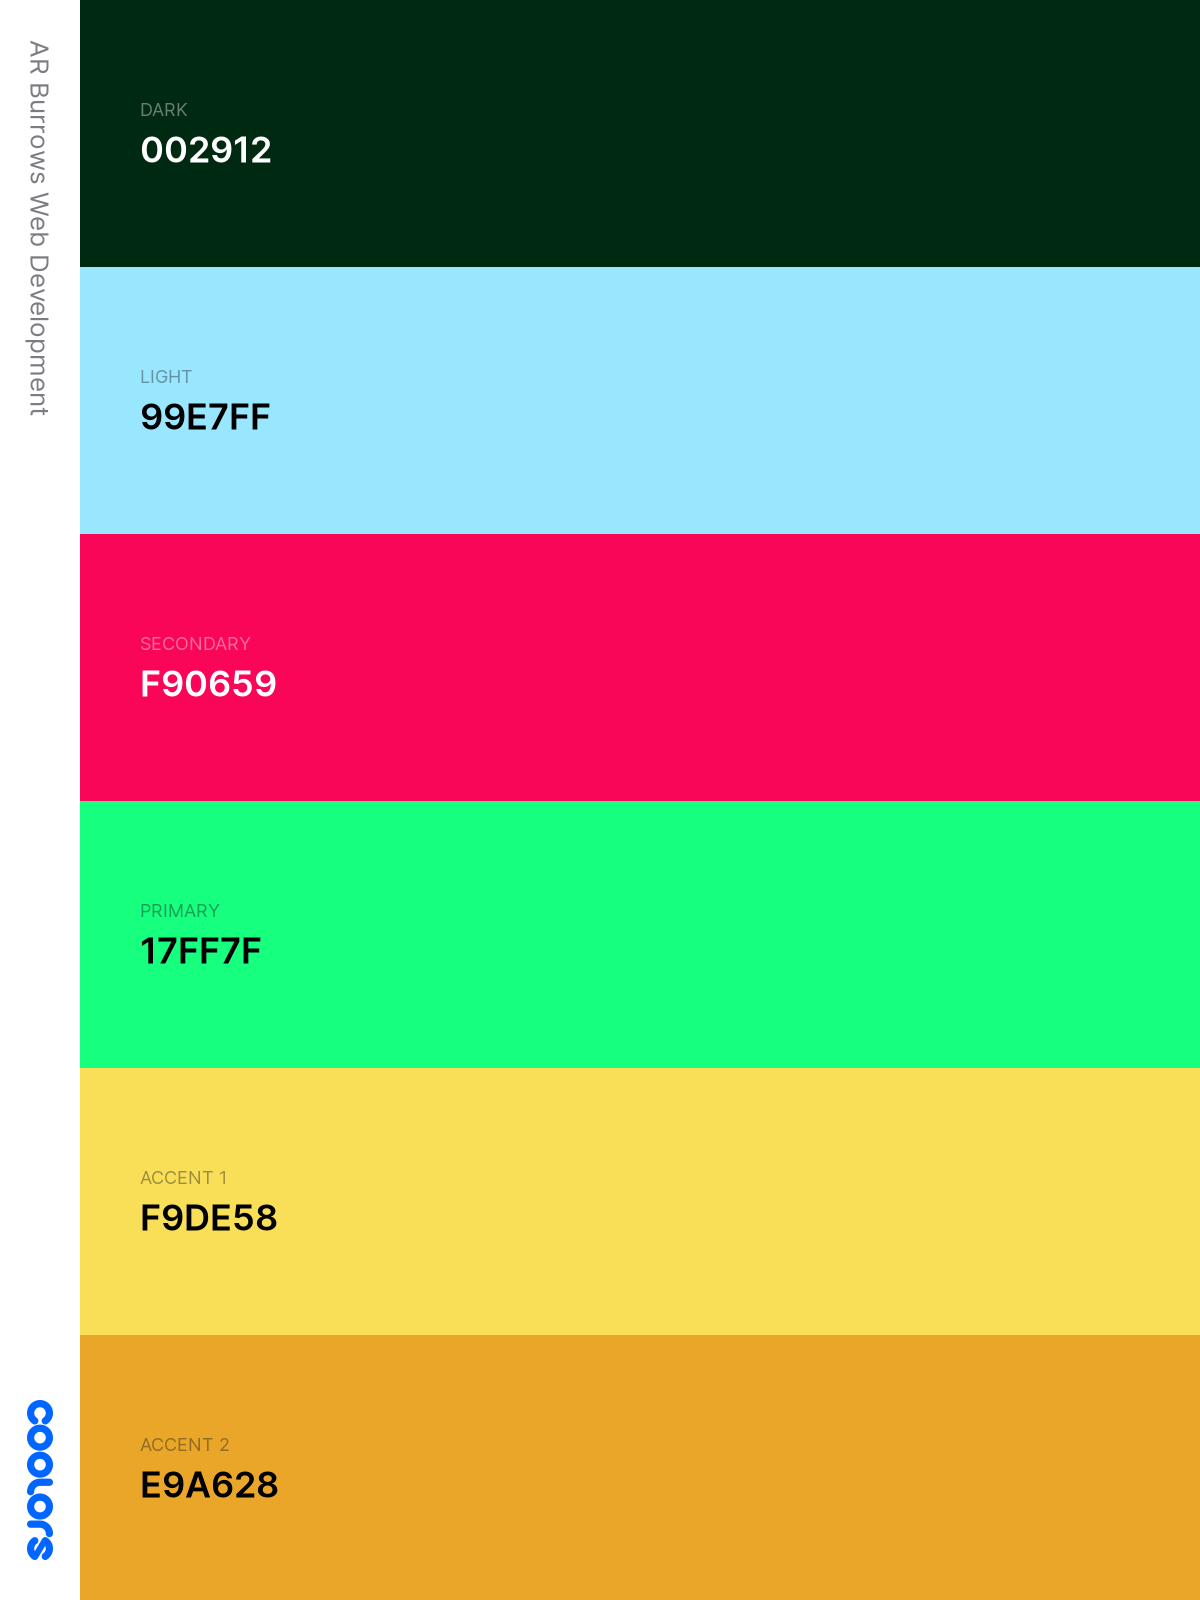 AR Burrows Web Development
DARK
002912
LIGHT
99E7FF
SECONDARY
F90659
PRIMARY
17FF7F
ACCENT 1
F9DE58
ACCENT 2
E9A628
coolors